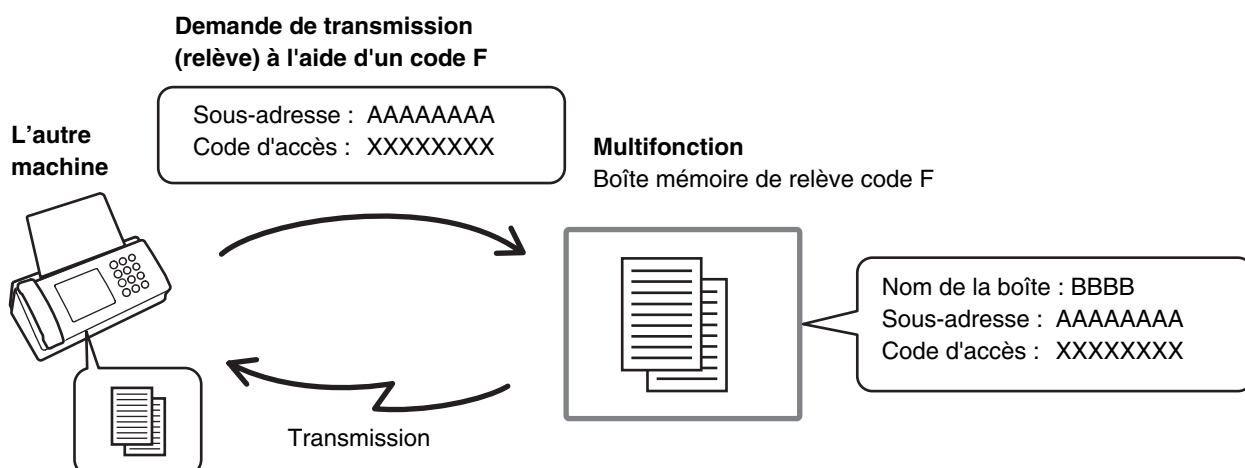 Demande de transmission
(relève) à l'aide d'un code F
Sous-adresse : AAAAAAAA
Code d'accès : XXXXXXXX
L’autre
machine
Multifonction
Boîte mémoire de relève code F
Nom de la boîte : BBBB
Sous-adresse : AAAAAAAA
Code d'accès : XXXXXXXX
Transmission